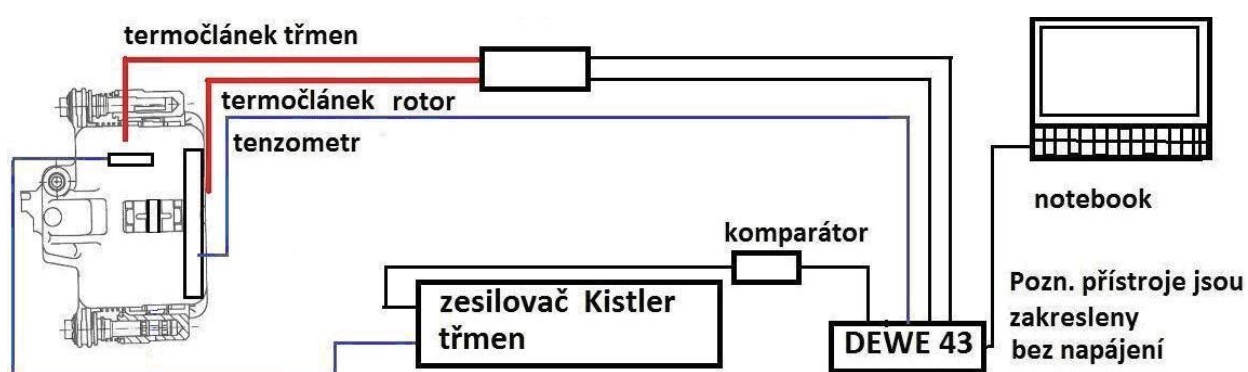 termočlánek třmen
termočlánek rotor
tenzometr
notebook
komparátor
zesilovač Kistler
třmen
DEWE 43
Pozn. přístroje jsou
zakresleny
bez napájení